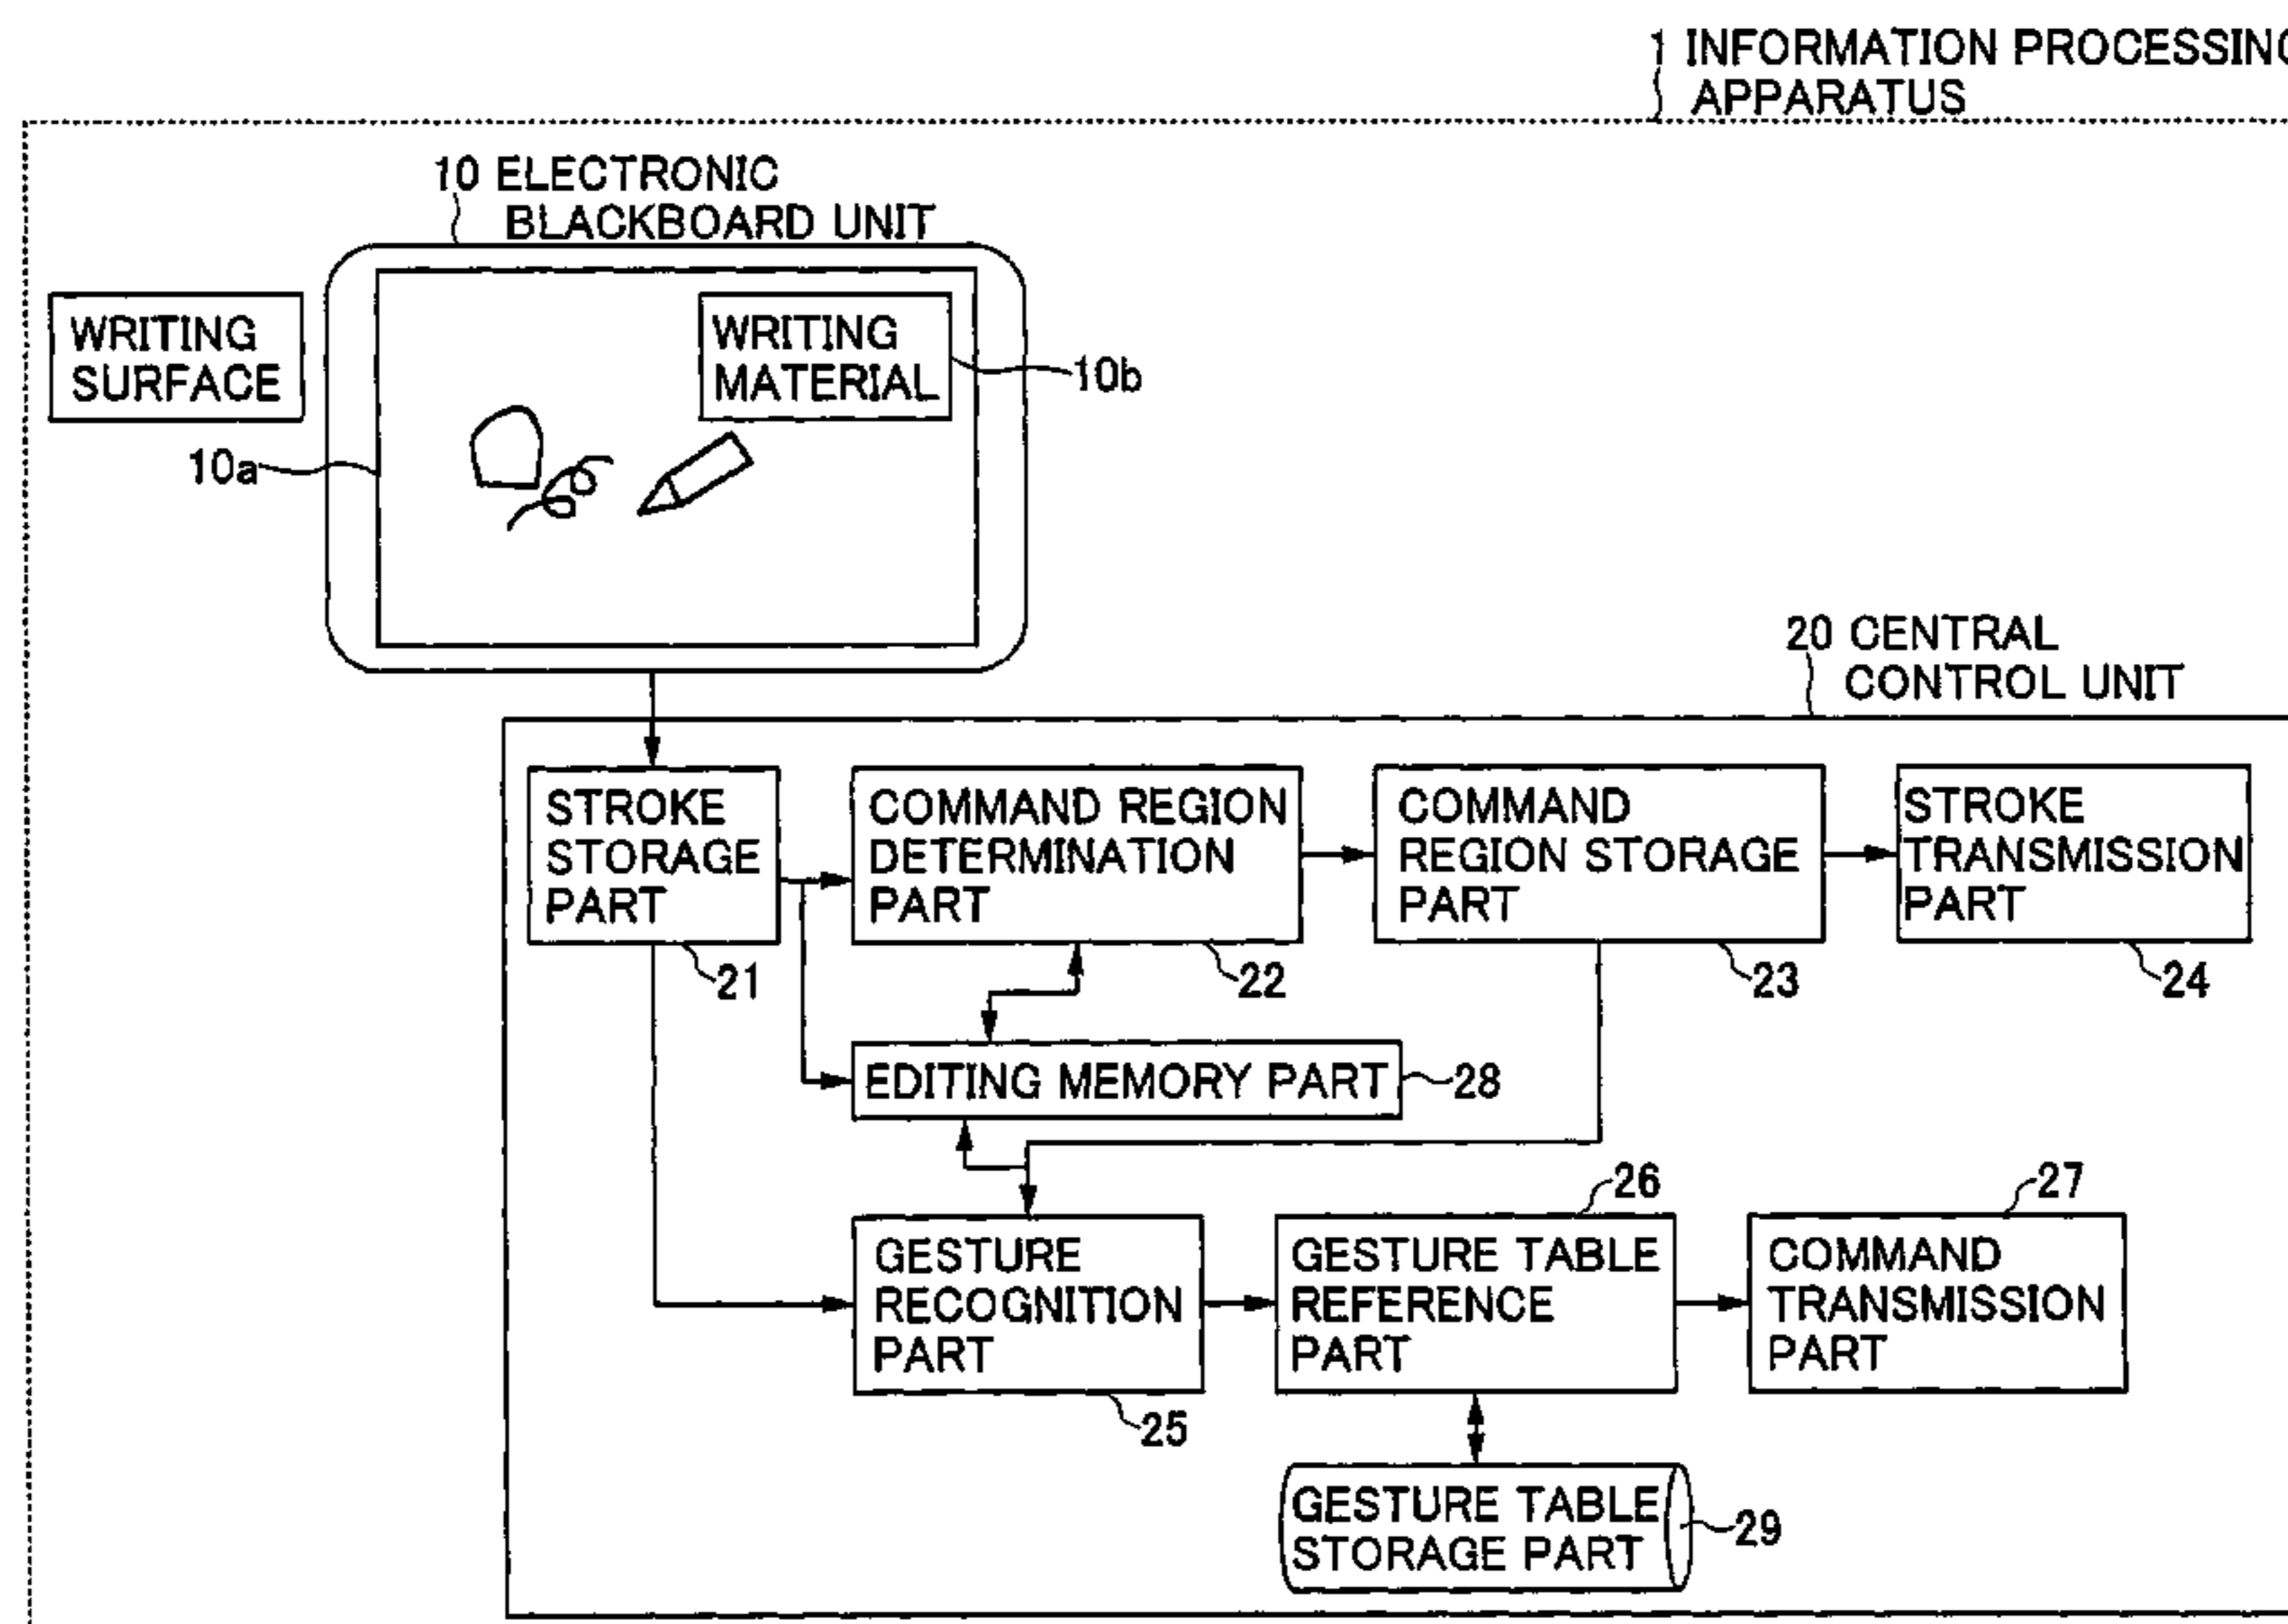 1 INFORMATION PROCESSING
APPARATUS
10 ELECTRONIC
BLACKBOARD UNIT
WRITING
SURFACE
WRITING
MATERIAL
10b
10a
20 CENTRAL
CONTROL UNIT
STROKE
STORAGE
PART
21
COMMAND REGION
DETERMINATION
PART
22
COMMAND
REGION STORAGE
PART
23
STROKE
TRANSMISSION
PART
24
EDITING MEMORY PART
28
GESTURE
RECOGNITION
PART
25
26
GESTURE TABLE
REFERENCE
PART
27
COMMAND
TRANSMISSION
PART
GESTURE TABLE
STORAGE PART
29